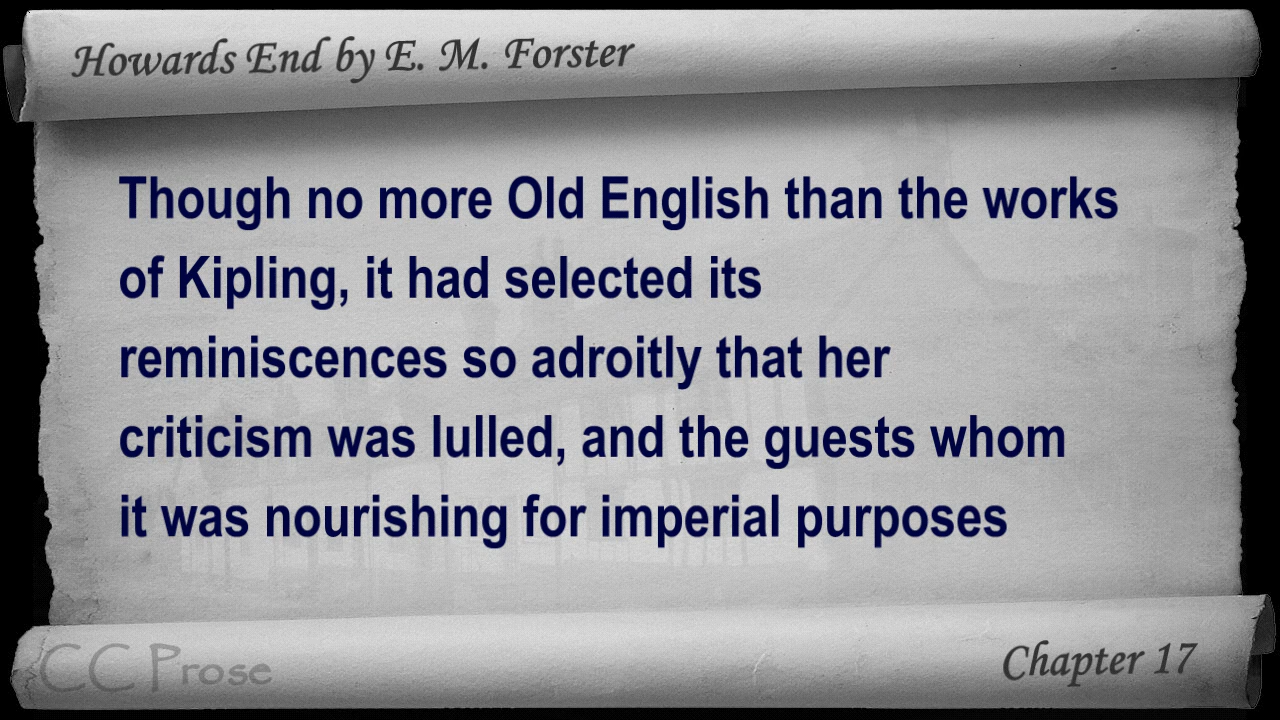 Howards End by E. M. Forster
Though no more Old English than the works
of Kipling, it had selected its
reminiscences so adroitly that her
criticism was lulled, and the guests whom
it was nourishing for imperial purposes
CC Prose
Chapter 17